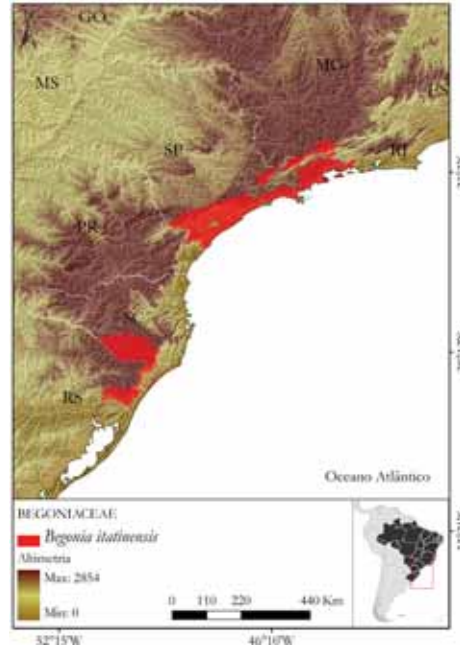 GO
MS
MG
ES
SP
RJ
PR
RS
Oceano Atlântico
BEGONIACEAE
Begonia itatinensis
Altimetria
Max: 2854
Min: 0
0 110 220 440 Km
52°15'W 46°10'W